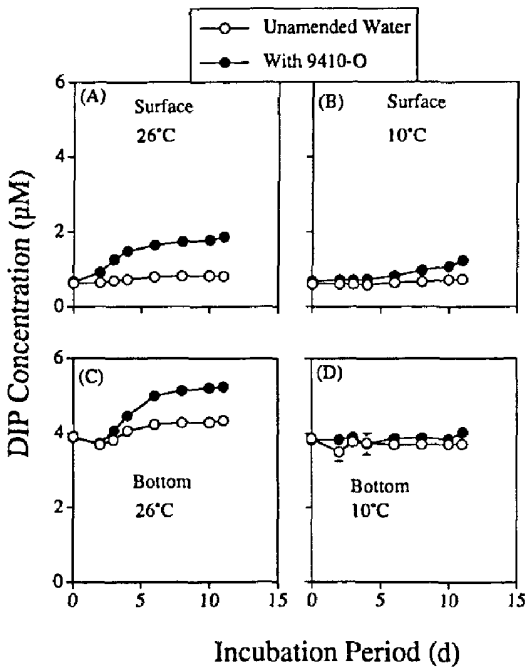 Unamended Water
With 9410-O
(A)
Surface
26°C
(B)
Surface
10°C
6
4
2
0
DIP Concentration (µM)
(C)
Bottom
26°C
(D)
Bottom
10°C
6
4
2
0
0 5 10 0 5 10 15
Incubation Period (d)